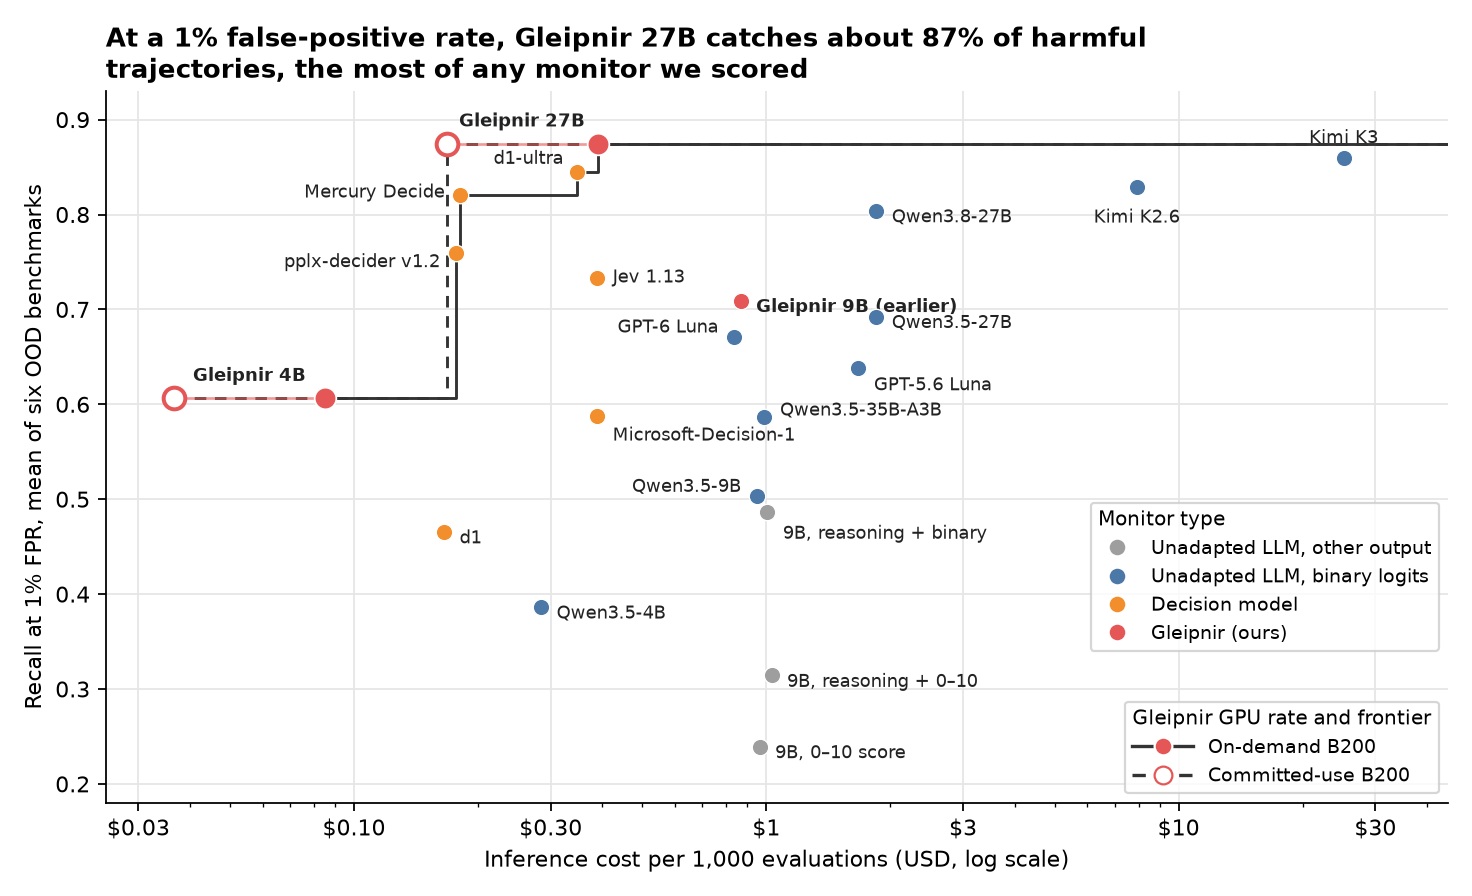 At a 1% false-positive rate, Gleipnir 27B catches about 87% of harmful
trajectories, the most of any monitor we scored
Recall at 1% FPR, mean of six OOD benchmarks
0.9
0.8
0.7
0.6
0.5
0.4
0.3
0.2
Gleipnir 27B
Kimi K3
d1-ultra
Mercury Decide
Qwen3.8-27B
Kimi K2.6
pplx-decider v1.2
Jev 1.13
Gleipnir 9B (earlier)
GPT-6 Luna
Qwen3.5-27B
Gleipnir 4B
GPT-5.6 Luna
Qwen3.5-35B-A3B
Microsoft-Decision-1
Qwen3.5-9B
9B, reasoning + binary
d1
Qwen3.5-4B
9B, reasoning + 0–10
9B, 0–10 score
Monitor type
Unadapted LLM, other output
Unadapted LLM, binary logits
Decision model
Gleipnir (ours)
Gleipnir GPU rate and frontier
On-demand B200
Committed-use B200
$0.03
$0.10
$0.30
$1
$3
$10
$30
Inference cost per 1,000 evaluations (USD, log scale)